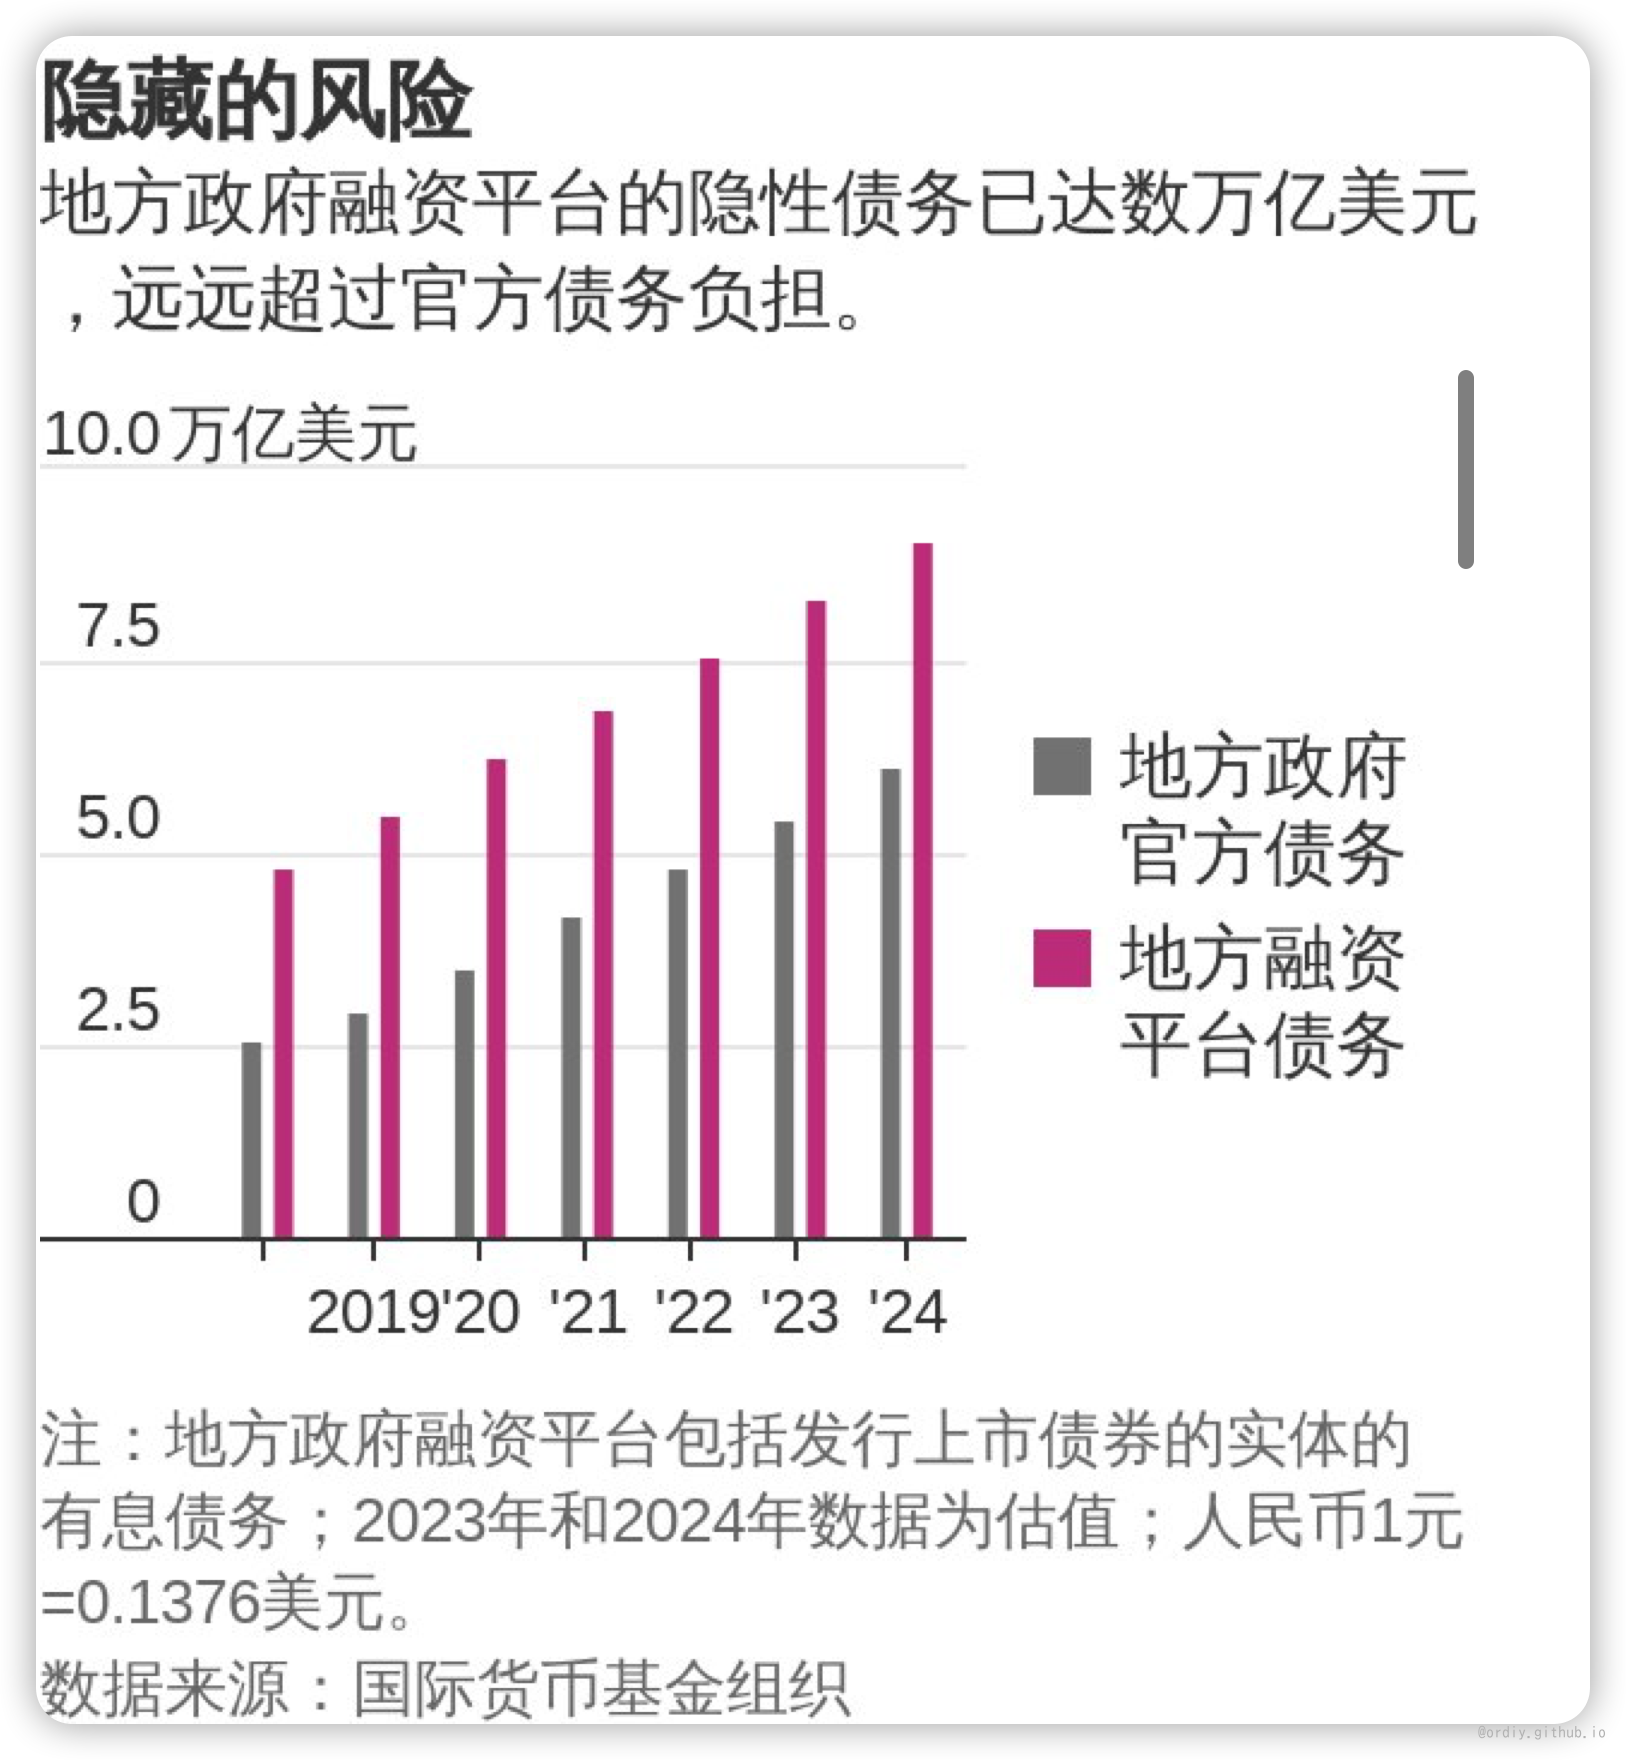 隐藏的风险
地方政府融资平台的隐性债务已达数万亿美元
，远远超过官方债务负担。
10.0万亿美元
7.5
5.0
2.5
0
地方政府
官方债务
地方融资
平台债务
2019 '20 '21 '22 '23 '24
注：地方政府融资平台包括发行上市债券的实体的
有息债务；2023年和2024年数据为估值；人民币1元
=0.1376美元。
数据来源：国际货币基金组织
@ordiy.github.io